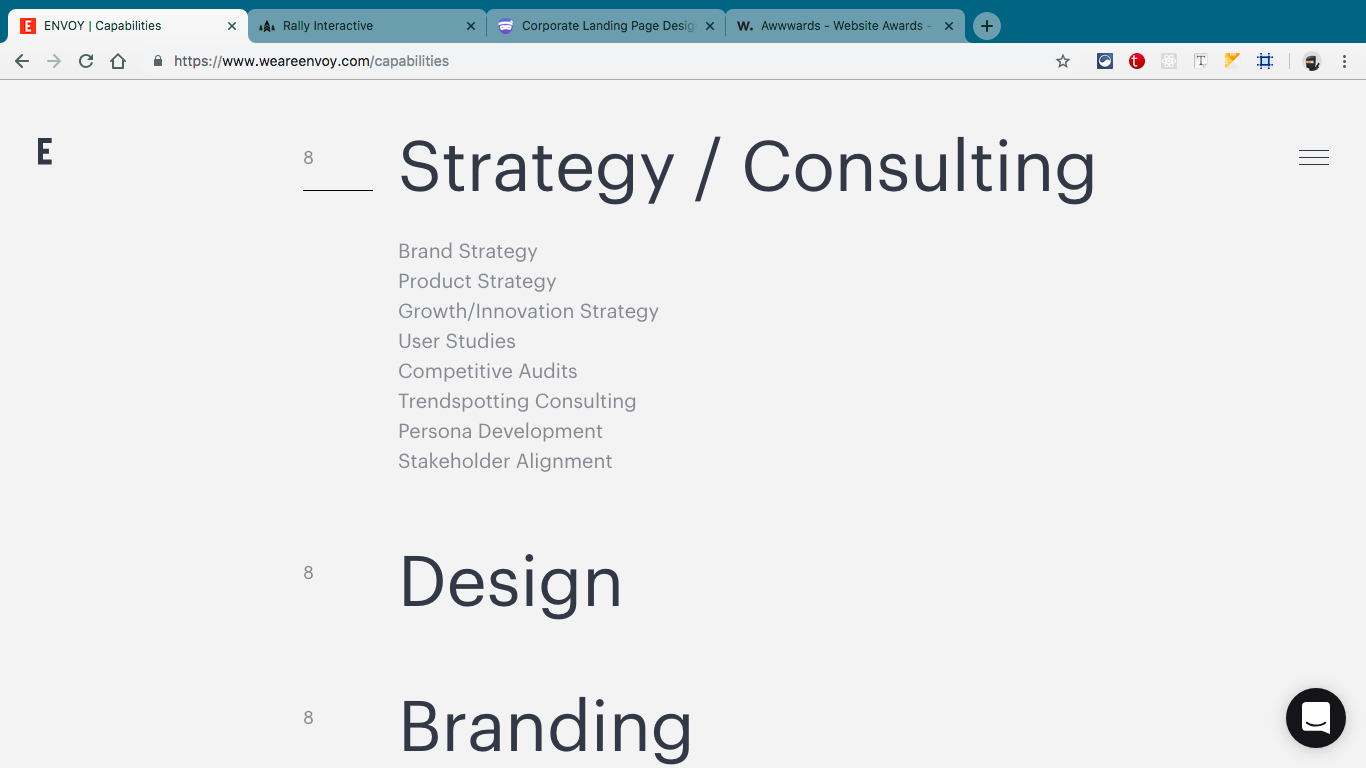 ENVOY | Capabilities
Rally Interactive
Corporate Landing Page Desig
W. Awwwards - Website Awards -
https://www.weareenvoy.com/capabilities
E
8
Strategy / Consulting
Brand Strategy
Product Strategy
Growth/Innovation Strategy
User Studies
Competitive Audits
Trendspotting Consulting
Persona Development
Stakeholder Alignment
8
Design
8
Branding